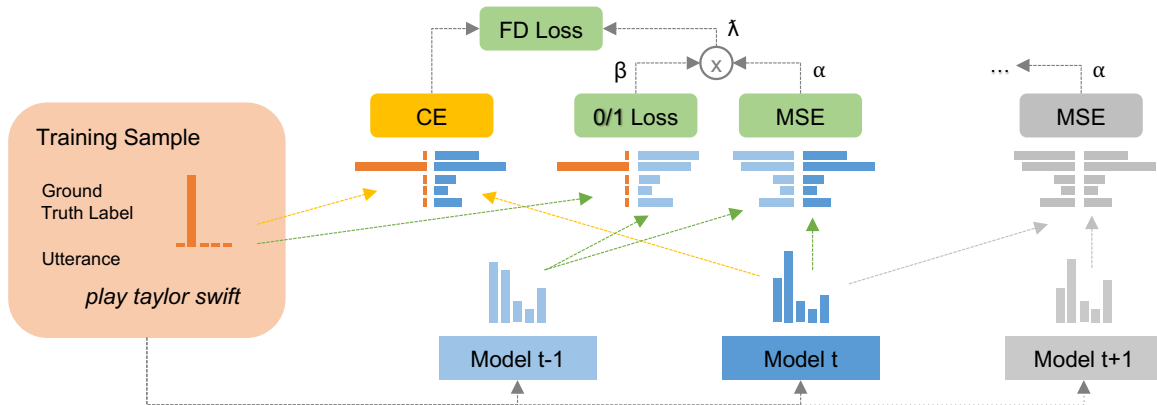 FD Loss
ƛ
β
x
α
...
α
CE
0/1 Loss
MSE
MSE
Training Sample
Ground
Truth Label
Utterance
play taylor swift
Model t-1
Model t
Model t+1